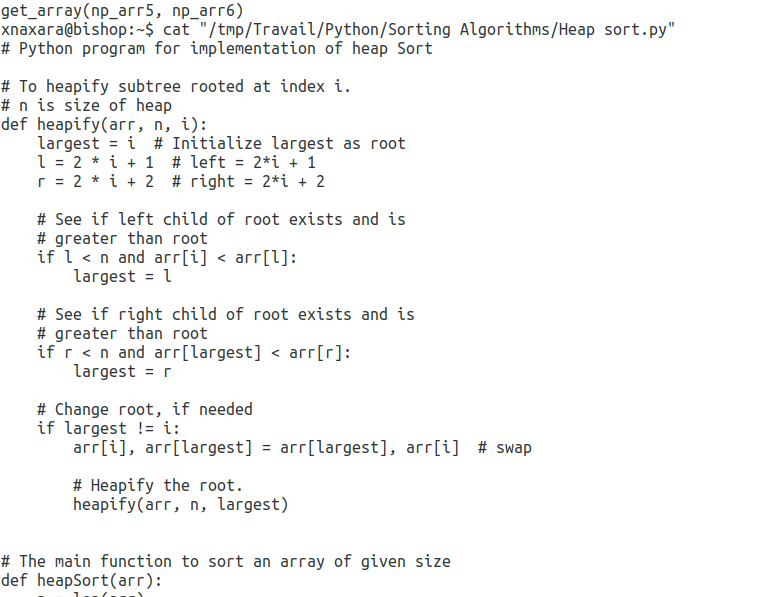 get_array(np_arr5, np_arr6)
xnaxara@bishop:~$ cat "/tmp/Travail/Python/Sorting Algorithms/Heap sort.py"
# Python program for implementation of heap Sort

# To heapify subtree rooted at index i.
# n is size of heap
def heapify(arr, n, i):
    largest = i  # Initialize largest as root
    l = 2 * i + 1  # left = 2*i + 1
    r = 2 * i + 2  # right = 2*i + 2

    # See if left child of root exists and is
    # greater than root
    if l < n and arr[i] < arr[l]:
        largest = l

    # See if right child of root exists and is
    # greater than root
    if r < n and arr[largest] < arr[r]:
        largest = r

    # Change root, if needed
    if largest != i:
        arr[i], arr[largest] = arr[largest], arr[i]  # swap

        # Heapify the root.
        heapify(arr, n, largest)


# The main function to sort an array of given size
def heapSort(arr):